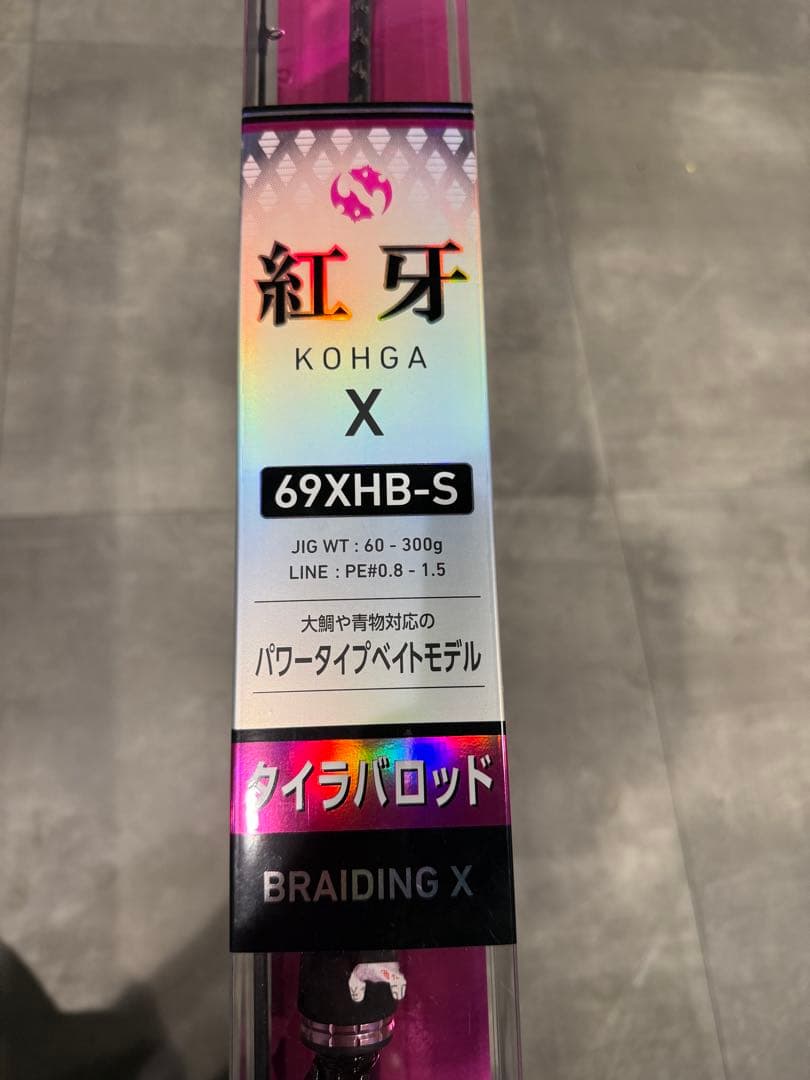 紅牙
KOHGA
X
69XHB-S
JIG WT : 60 - 300g
LINE : PE#0.8 - 1.5
大鯛や青物対応の
パワータイプベイトモデル
タイラバロッド
BRAIDING X